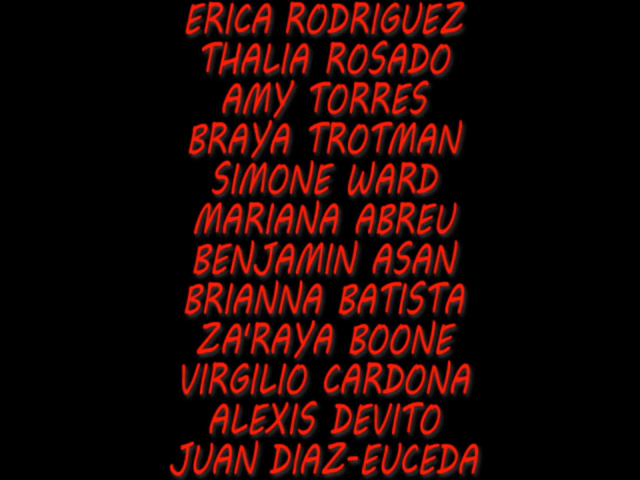 ERICA RODRIGUEZ
THALIA ROSADO
AMY TORRES
BRAYA TROTMAN
SIMONE WARD
MARIANA ABREU
BENJAMIN ASAN
BRIANNA BATISTA
ZA'RAYA BOONE
VIRGILIO CARDONA
ALEXIS DEVITO
JUAN DIAZ-EUCEDA